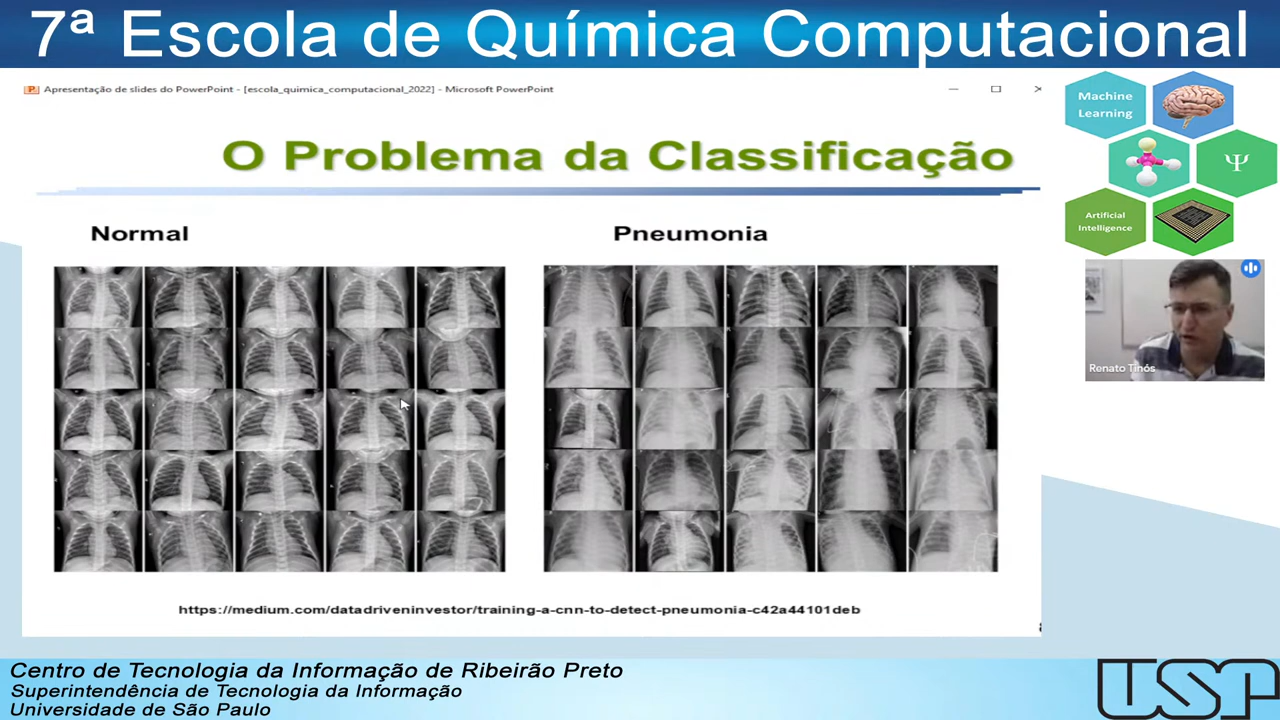 7ª Escola de Química Computacional
Apresentação de slides do PowerPoint - [escola_quimica_computacional_2022] - Microsoft PowerPoint
Machine
Learning
Ψ
Artificial
Intelligence
O Problema da Classificação
Normal
Pneumonia
Renato Tinós
https://medium.com/datadriveninvestor/training-a-cnn-to-detect-pneumonia-c42a44101deb
Centro de Tecnologia da Informação de Ribeirão Preto
Superintendência de Tecnologia da Informação
Universidade de São Paulo
USP